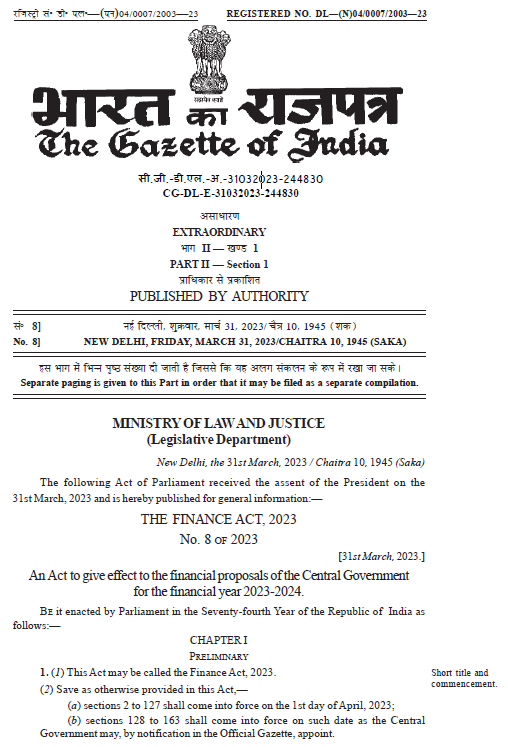 रजिस्ट्री सं॰ डी॰ एल॰—(एन)04/0007/2003—23 REGISTERED NO. DL—(N)04/0007/2003—23
सत्यमेव जयते
भारत का राजपत्र
The Gazette of India
सी.जी.-डी.एल.-अ.-31032023-244830
CG-DL-E-31032023-244830
असाधारण
EXTRAORDINARY
भाग II — खण्ड 1
PART II — Section 1
प्राधिकार से प्रकाशित
PUBLISHED BY AUTHORITY
सं॰ 8] नई दिल्ली, शुक्रवार, मार्च 31, 2023/ चैत्र 10, 1945 (शक)
No. 8] NEW DELHI, FRIDAY, MARCH 31, 2023/CHAITRA 10, 1945 (SAKA)
इस भाग में भिन्न पृष्ठ संख्या दी जाती है जिससे कि यह अलग संकलन के रूप में रखा जा सके।
Separate paging is given to this Part in order that it may be filed as a separate compilation.
MINISTRY OF LAW AND JUSTICE
(Legislative Department)
New Delhi, the 31st March, 2023 / Chaitra 10, 1945 (Saka)
The following Act of Parliament received the assent of the President on the
31st March, 2023 and is hereby published for general information:—
THE FINANCE ACT, 2023
No. 8 OF 2023
[31st March, 2023.]
An Act to give effect to the financial proposals of the Central Government
for the financial year 2023-2024.
BE it enacted by Parliament in the Seventy-fourth Year of the Republic of India as
follows:—
CHAPTER I
PRELIMINARY
1. (1) This Act may be called the Finance Act, 2023.
Short title and
commencement.
(2) Save as otherwise provided in this Act,—
(a) sections 2 to 127 shall come into force on the 1st day of April, 2023;
(b) sections 128 to 163 shall come into force on such date as the Central
Government may, by notification in the Official Gazette, appoint.